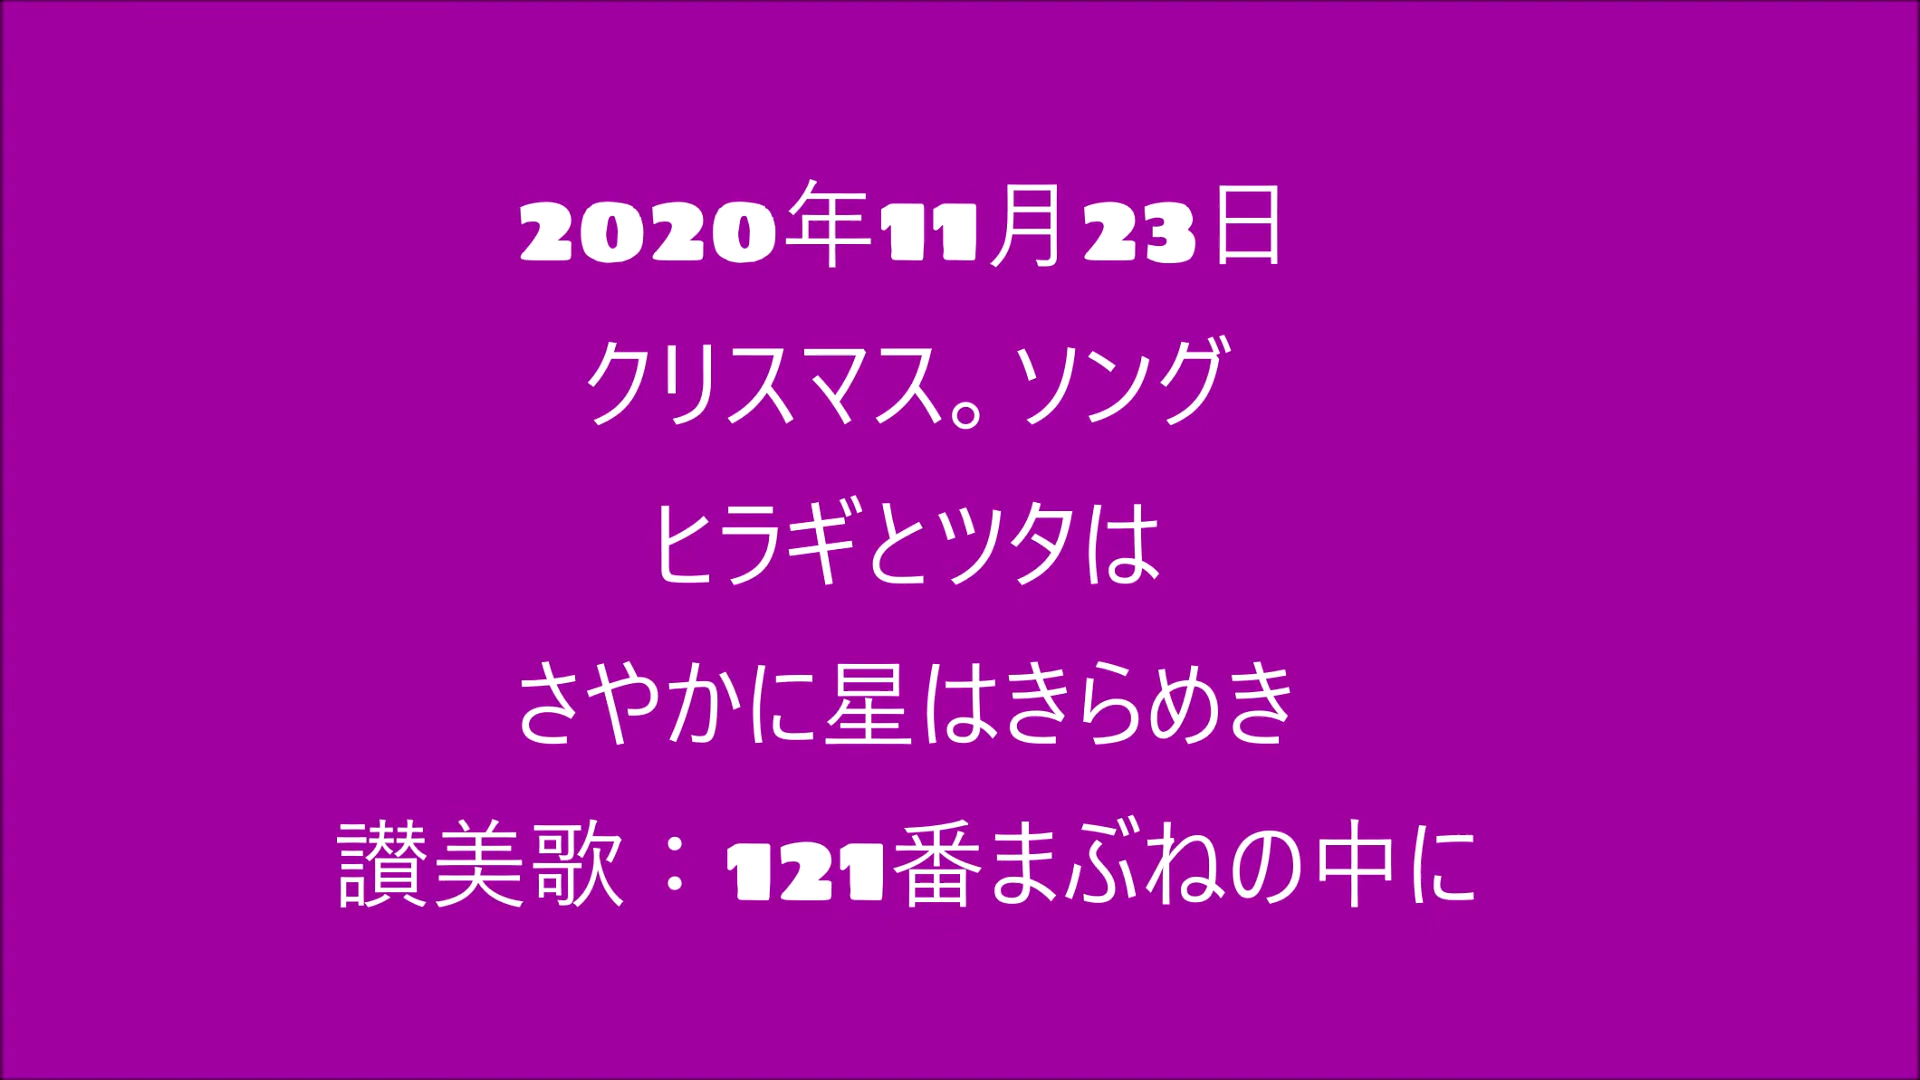 2020年11月23日
クリスマス。ソング
ヒラギとツタは
さやかに星はきらめき
讃美歌：121番まぶねの中に